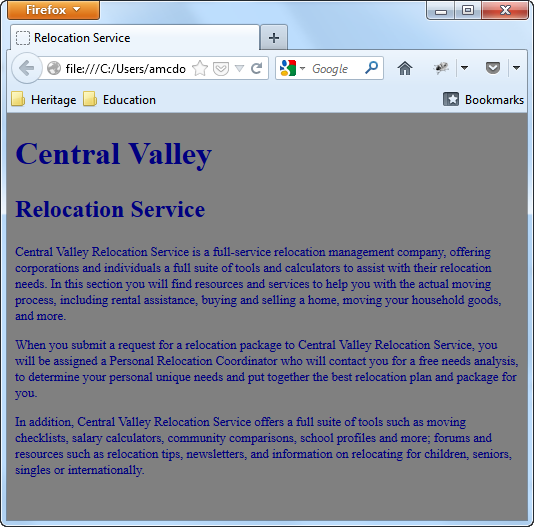 Firefox
Relocation Service
file:///C:/Users/amcdo
Google
Heritage
Education
Bookmarks
Central Valley
Relocation Service
Central Valley Relocation Service is a full-service relocation management company, offering
corporations and individuals a full suite of tools and calculators to assist with their relocation
needs. In this section you will find resources and services to help you with the actual moving
process, including rental assistance, buying and selling a home, moving your household goods,
and more.
When you submit a request for a relocation package to Central Valley Relocation Service, you
will be assigned a Personal Relocation Coordinator who will contact you for a free needs analysis,
to determine your personal unique needs and put together the best relocation plan and package for
you.
In addition, Central Valley Relocation Service offers a full suite of tools such as moving
checklists, salary calculators, community comparisons, school profiles and more; forums and
resources such as relocation tips, newsletters, and information on relocating for children, seniors,
singles or internationally.